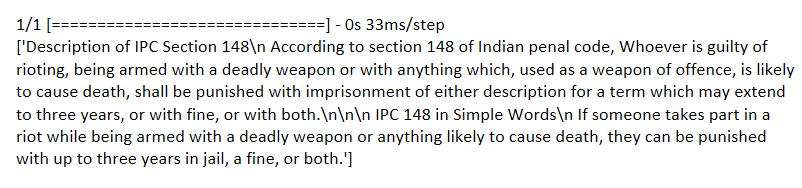 1/1 [==============================] - 0s 33ms/step
['Description of IPC Section 148\n According to section 148 of Indian penal code, Whoever is guilty of
rioting, being armed with a deadly weapon or with anything which, used as a weapon of offence, is likely
to cause death, shall be punished with imprisonment of either description for a term which may extend
to three years, or with fine, or with both.\n\n\n IPC 148 in Simple Words\n If someone takes part in a
riot while being armed with a deadly weapon or anything likely to cause death, they can be punished
with up to three years in jail, a fine, or both.']